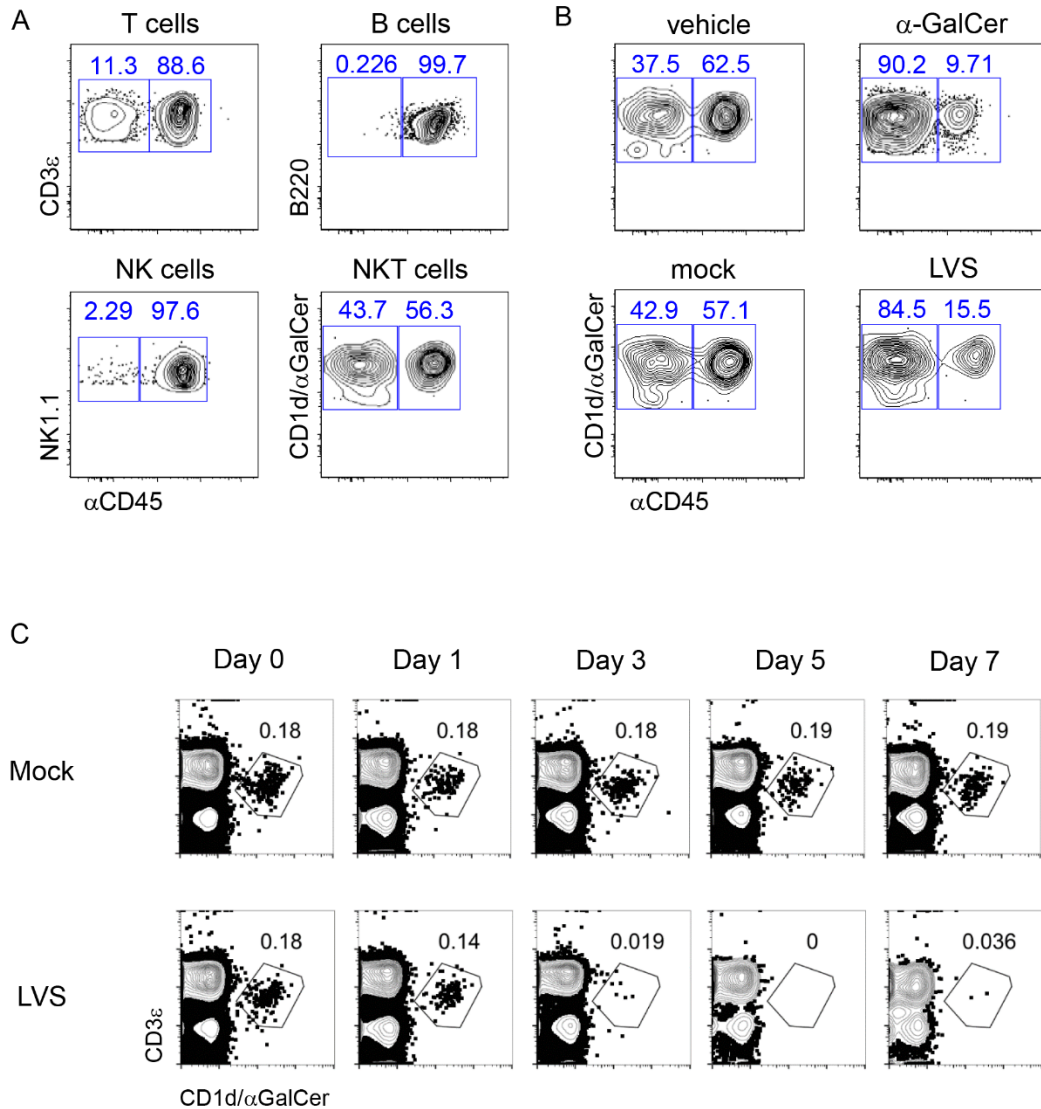 A
T cells
B cells
11.3 88.6
0.226 99.7
CD3ε
B220
NK cells
NKT cells
2.29 97.6
43.7 56.3
NK1.1
CD1d/αGalCer
αCD45
B
vehicle
α-GalCer
37.5 62.5
90.2 9.71
mock
LVS
42.9 57.1
84.5 15.5
CD1d/αGalCer
αCD45
C
Day 0 Day 1 Day 3 Day 5 Day 7
Mock
0.18 0.18 0.18 0.19 0.19
LVS
0.18 0.14 0.019 0 0.036
CD3ε
CD1d/αGalCer